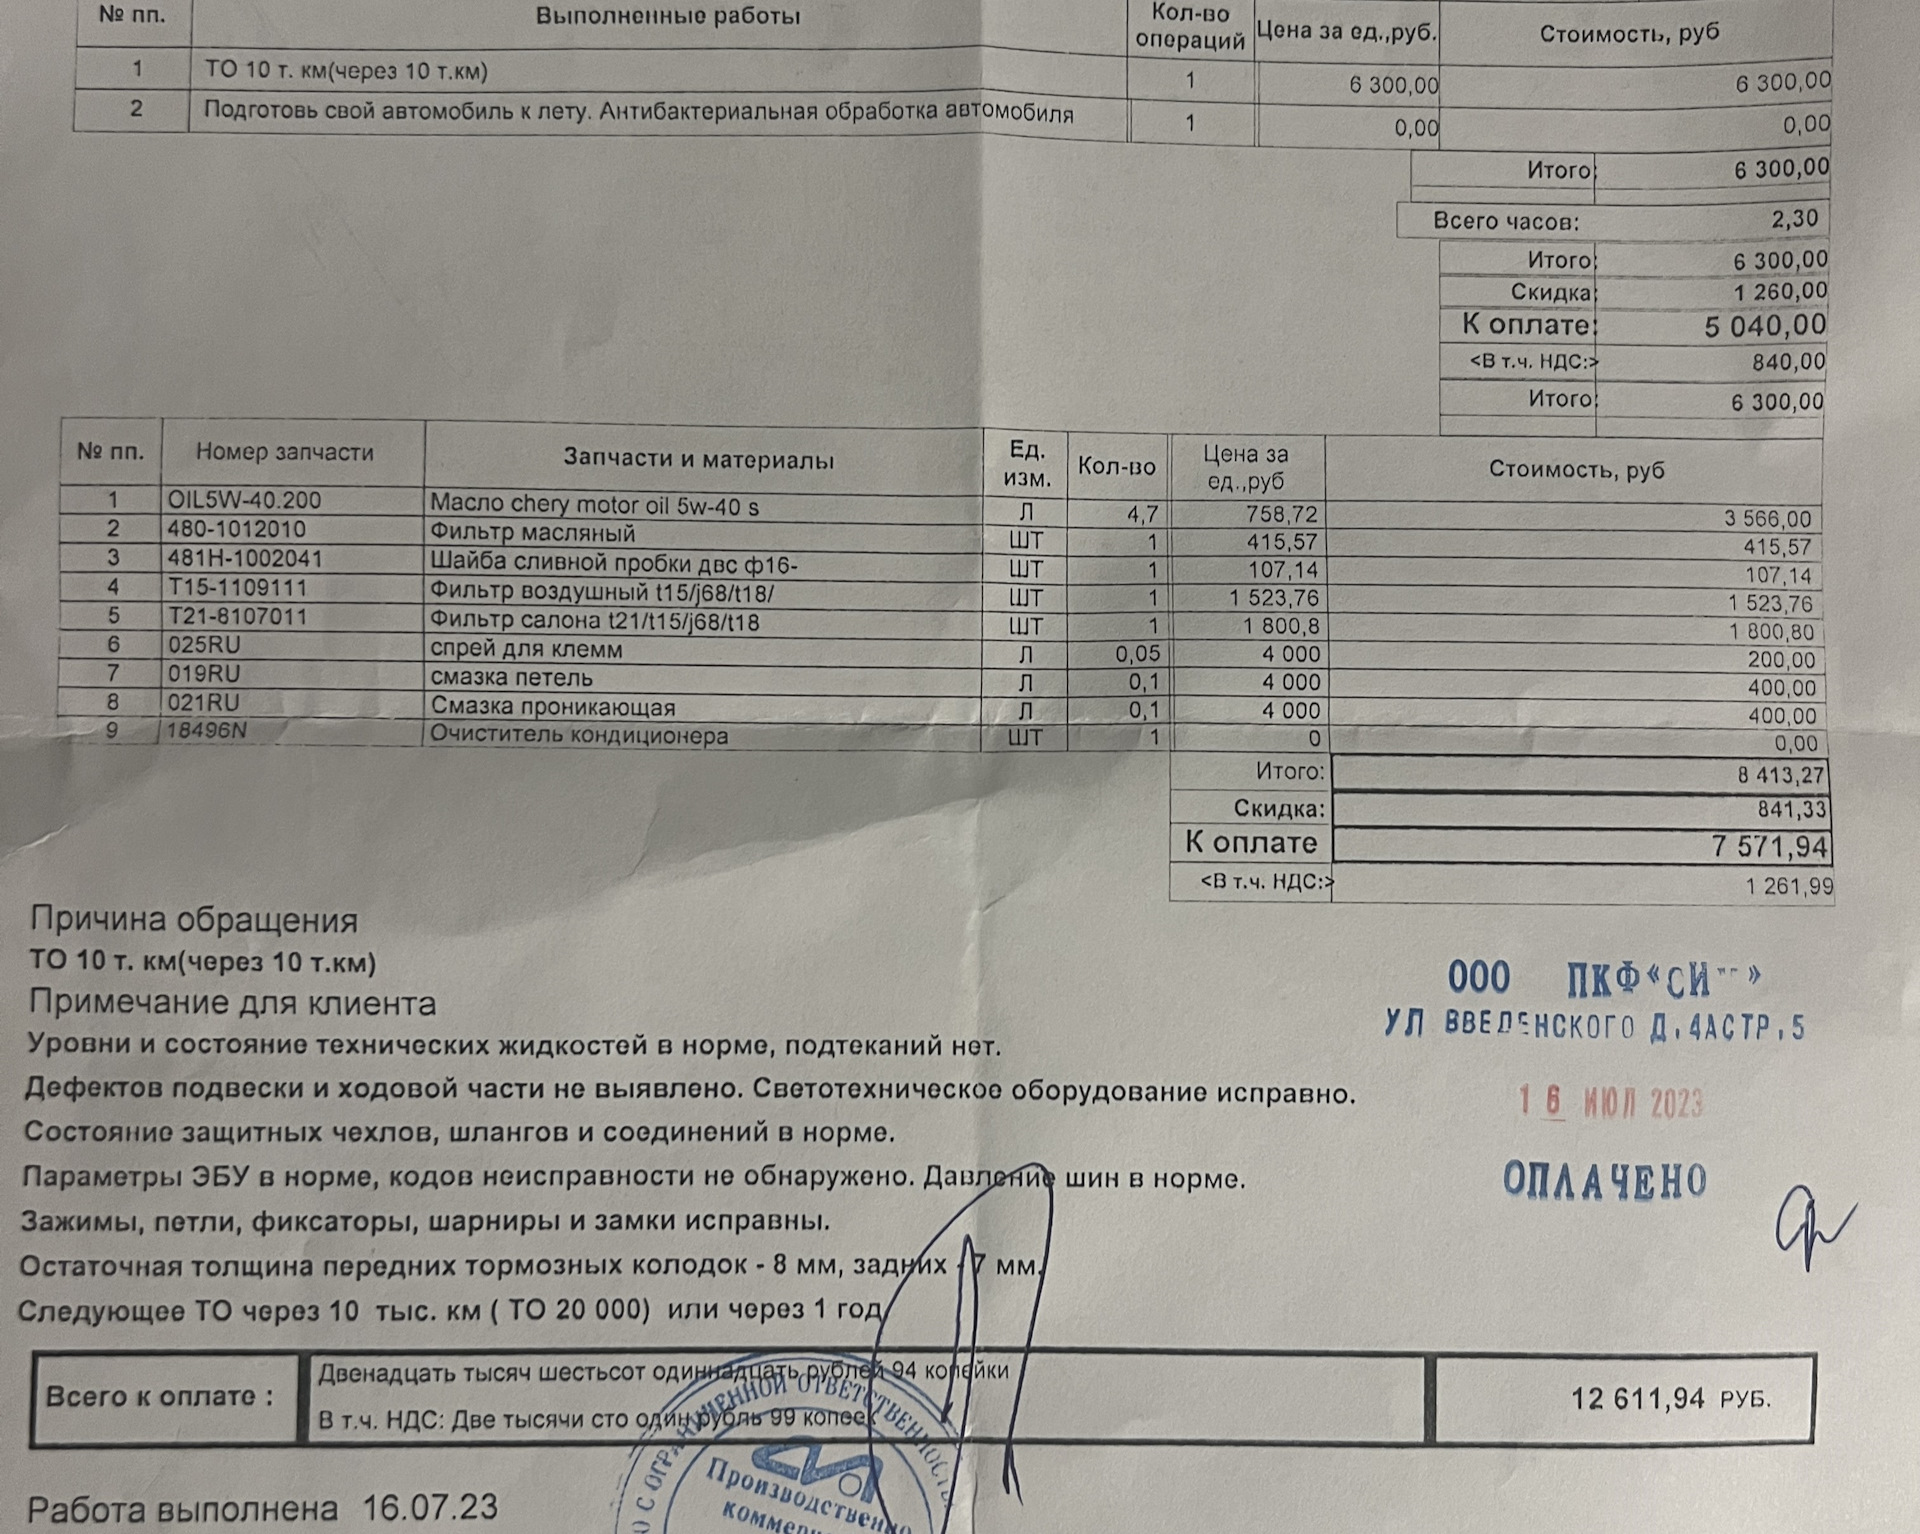 № пп. Выполненные работы Кол-во операций Цена за ед.,руб. Стоимость, руб
1 ТО 10 т. км(через 10 т.км) 1 6 300,00 6 300,00
2 Подготовь свой автомобиль к лету. Антибактериальная обработка автомобиля 1 0,00 0,00
Итого: 6 300,00
Всего часов: 2,30
Итого: 6 300,00
Скидка: 1 260,00
К оплате: 5 040,00
<В т.ч. НДС:> 840,00
Итого: 6 300,00
№ пп. Номер запчасти Запчасти и материалы Ед. изм. Кол-во Цена за ед.,руб Стоимость, руб
1 OIL5W-40.200 Масло chery motor oil 5w-40 s Л 4,7 758,72 3 566,00
2 480-1012010 Фильтр масляный ШТ 1 415,57 415,57
3 481H-1002041 Шайба сливной пробки двс ф16- ШТ 1 107,14 107,14
4 T15-1109111 Фильтр воздушный t15/j68/t18/ ШТ 1 1 523,76 1 523,76
5 T21-8107011 Фильтр салона t21/t15/j68/t18 ШТ 1 1 800,8 1 800,80
6 025RU спрей для клемм Л 0,05 4 000 200,00
7 019RU смазка петель Л 0,1 4 000 400,00
8 021RU Смазка проникающая Л 0,1 4 000 400,00
9 18496N Очиститель кондиционера ШТ 1 0 0,00
Итого: 8 413,27
Скидка: 841,33
К оплате 7 571,94
<В т.ч. НДС:> 1 261,99
Причина обращения
ТО 10 т. км(через 10 т.км)
Примечание для клиента
Уровни и состояние технических жидкостей в норме, подтеканий нет.
Дефектов подвески и ходовой части не выявлено. Светотехническое оборудование исправно.
Состояние защитных чехлов, шлангов и соединений в норме.
Параметры ЭБУ в норме, кодов неисправности не обнаружено. Давление шин в норме.
Зажимы, петли, фиксаторы, шарниры и замки исправны.
Остаточная толщина передних тормозных колодок - 8 мм, задних - 7 мм.
Следующее ТО через 10 тыс. км ( ТО 20 000) или через 1 год
ООО ПКФ
УЛ ВВЕДЕНСКОГО Д.4АСТР.5
16 ИЮЛ 2023
ОПЛАЧЕНО
Всего к оплате :
Двенадцать тысяч шестьсот одиннадцать рублей 94 копейки
В т.ч. НДС: Две тысячи сто один рубль 99 копеек
12 611,94 РУБ.
С ОГРАНИЧЕННОЙ ОТВЕТСТВЕННОСТЬЮ
Работа выполнена 16.07.23